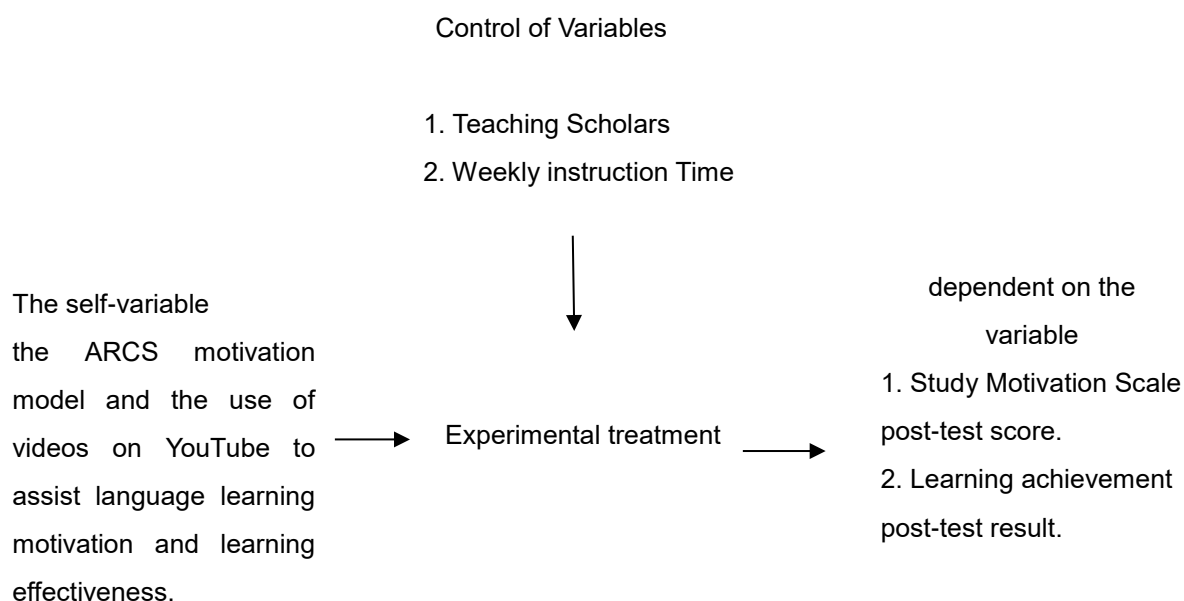 Control of Variables
1. Teaching Scholars
2. Weekly instruction Time
The self-variable
the ARCS motivation
model and the use of
videos on YouTube to
assist language learning
motivation and learning
effectiveness.
Experimental treatment
dependent on the
variable
1. Study Motivation Scale
post-test score.
2. Learning achievement
post-test result.